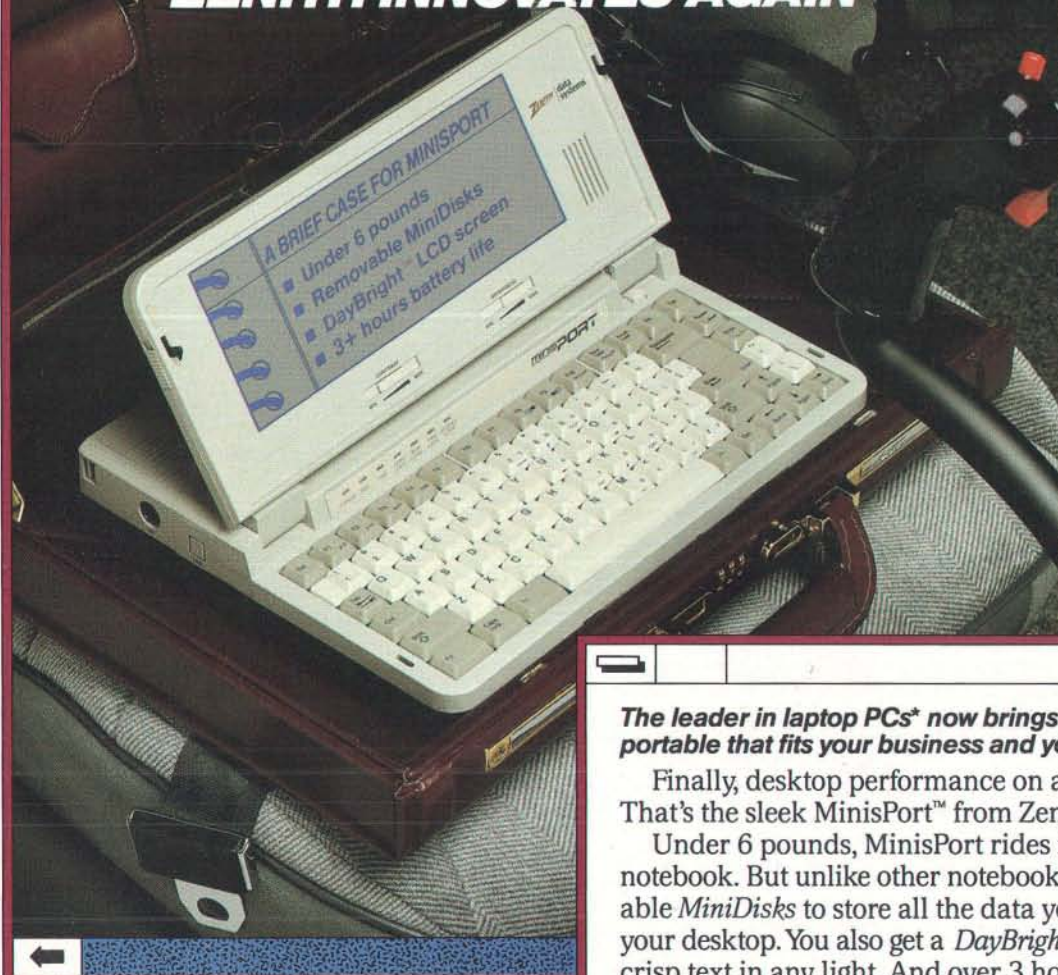 ZENITH INNOVATES AGAIN
ZENITH data systems
A BRIEF CASE FOR MINISPORT
■ Under 6 pounds
■ Removable MiniDisks
■ DayBright™ LCD screen
■ 3+ hours battery life
MINISPORT
The leader in laptop PCs* now brings
portable that fits your business and yo
Finally, desktop performance on a
That's the sleek MinisPort™ from Zen
Under 6 pounds, MinisPort rides
notebook. But unlike other notebook
able MiniDisks to store all the data yo
your desktop. You also get a DayBrigh
crisp text in any light. And over 3 ho